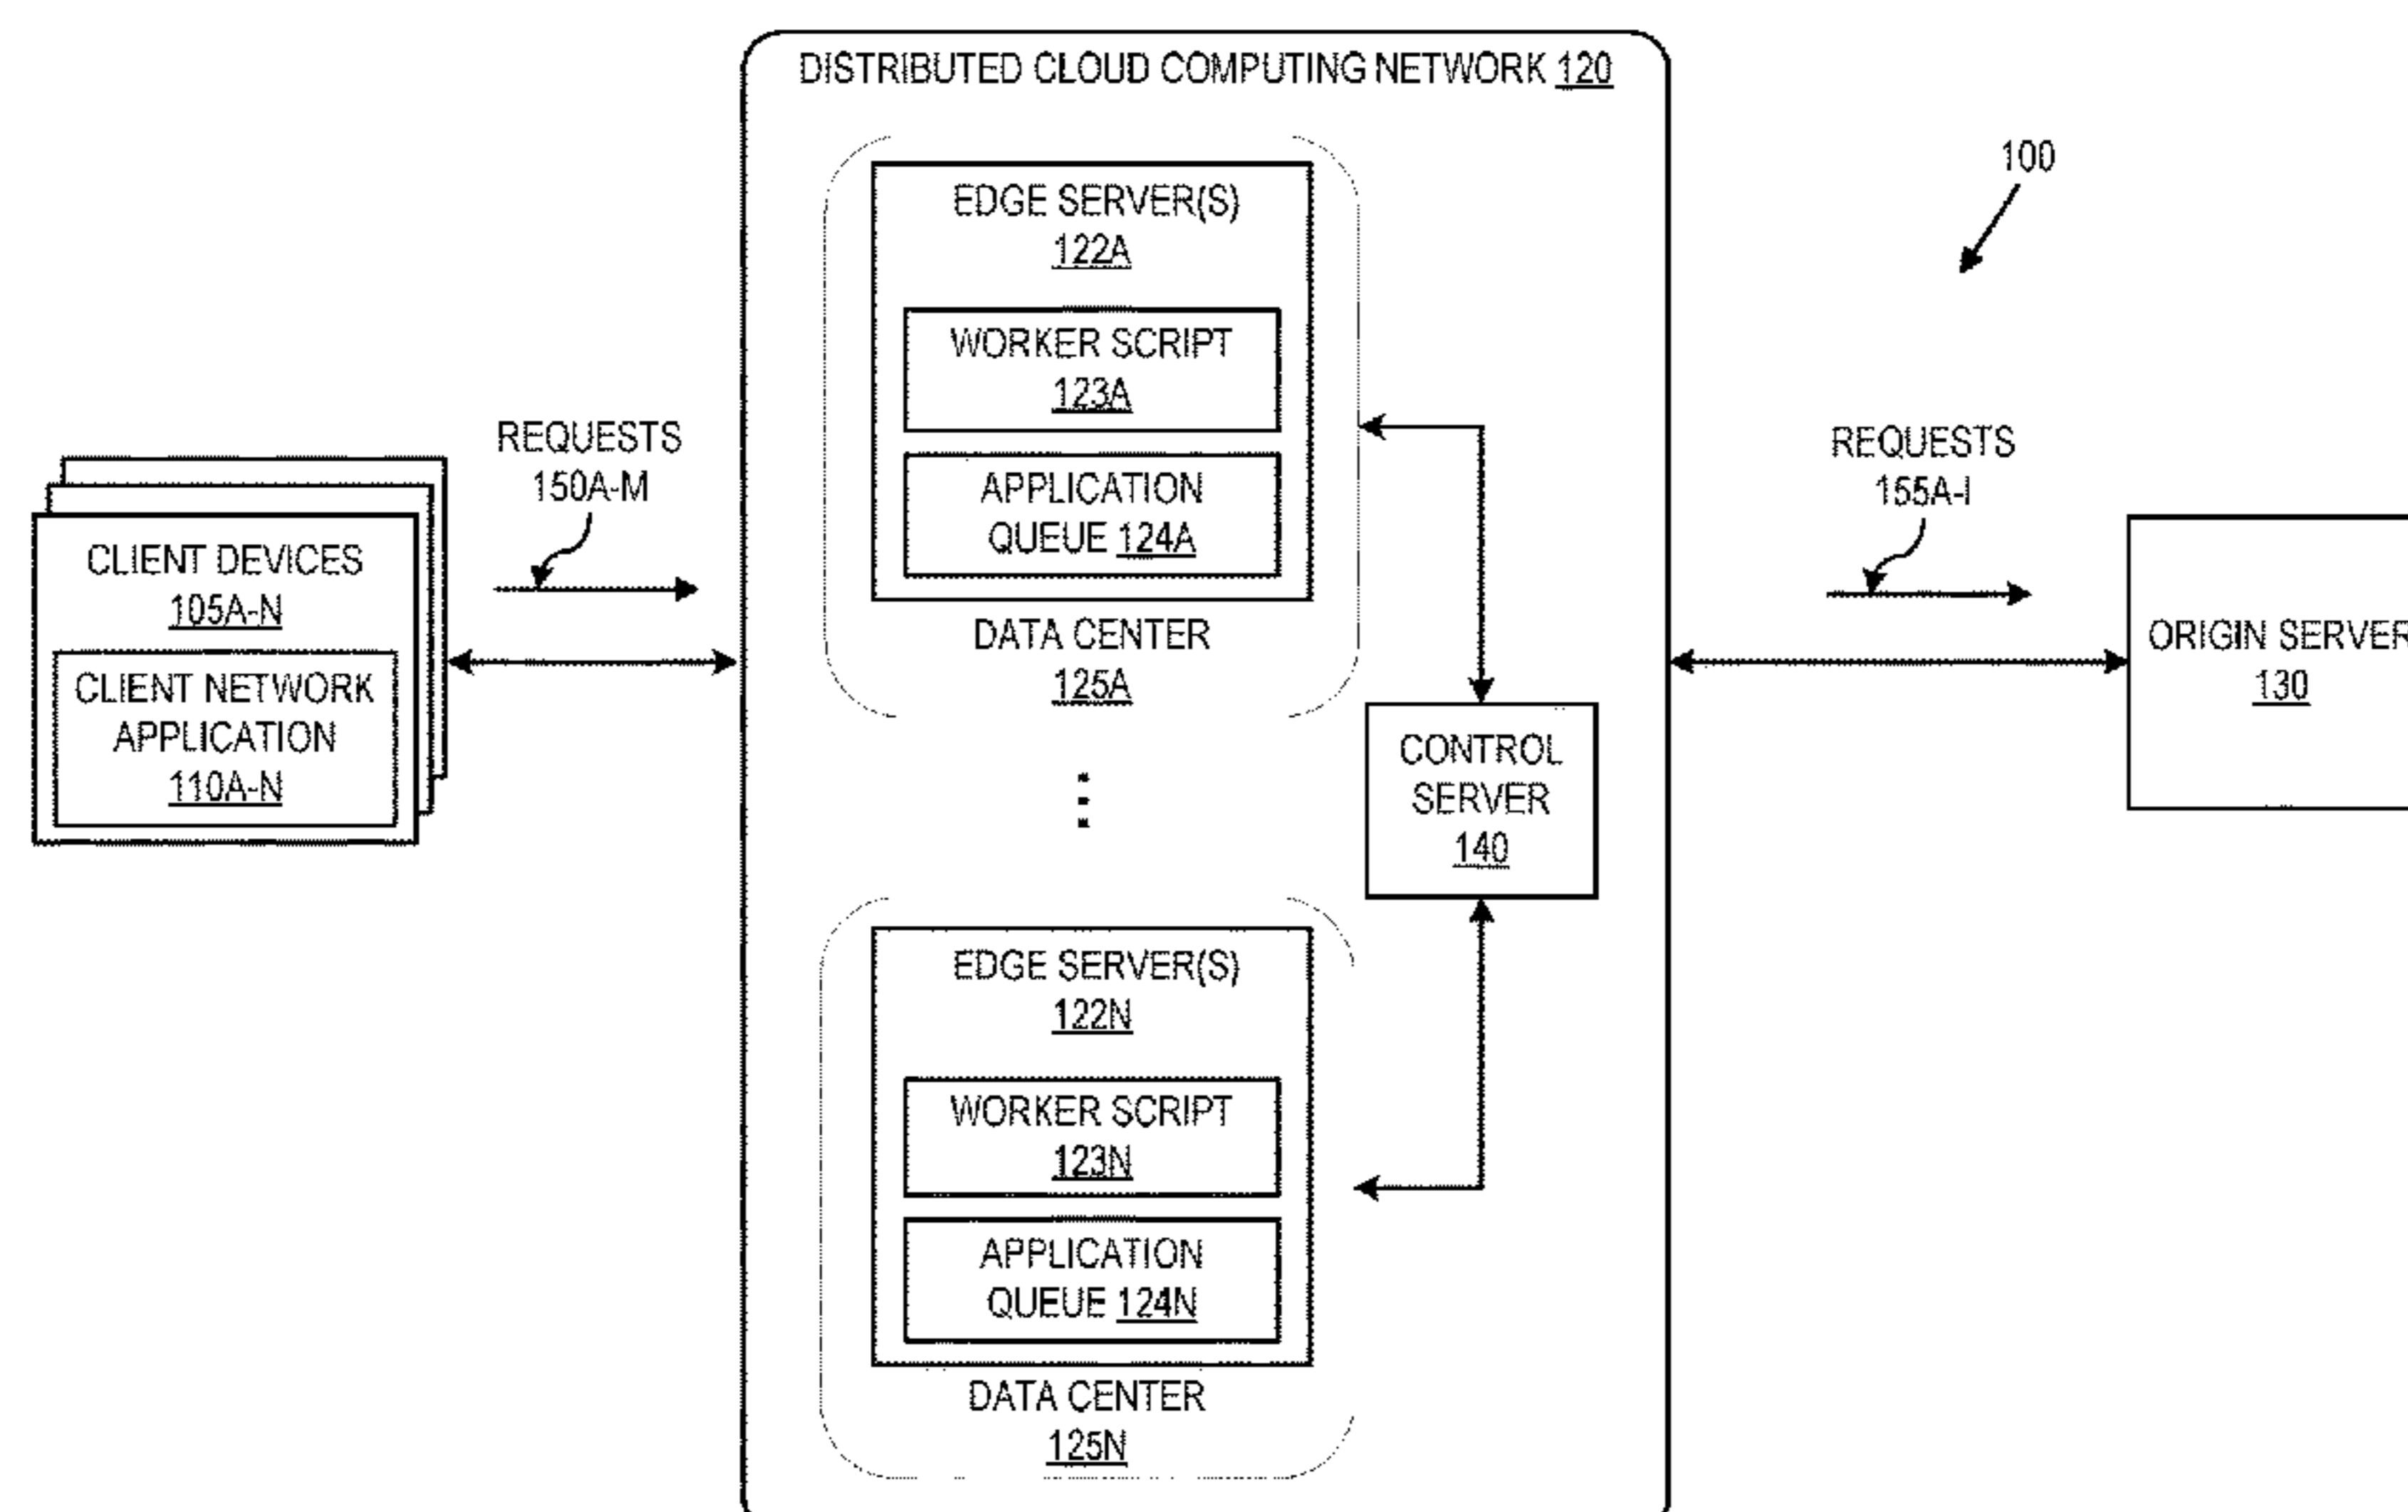 DISTRIBUTED CLOUD COMPUTING NETWORK 120
100
EDGE SERVER(S)
122A
WORKER SCRIPT
123A
APPLICATION
QUEUE 124A
DATA CENTER
125A
REQUESTS
150A-M
CLIENT DEVICES
105A-N
CLIENT NETWORK
APPLICATION
110A-N
REQUESTS
155A-I
ORIGIN SERVER
130
CONTROL
SERVER
140
EDGE SERVER(S)
122N
WORKER SCRIPT
123N
APPLICATION
QUEUE 124N
DATA CENTER
125N